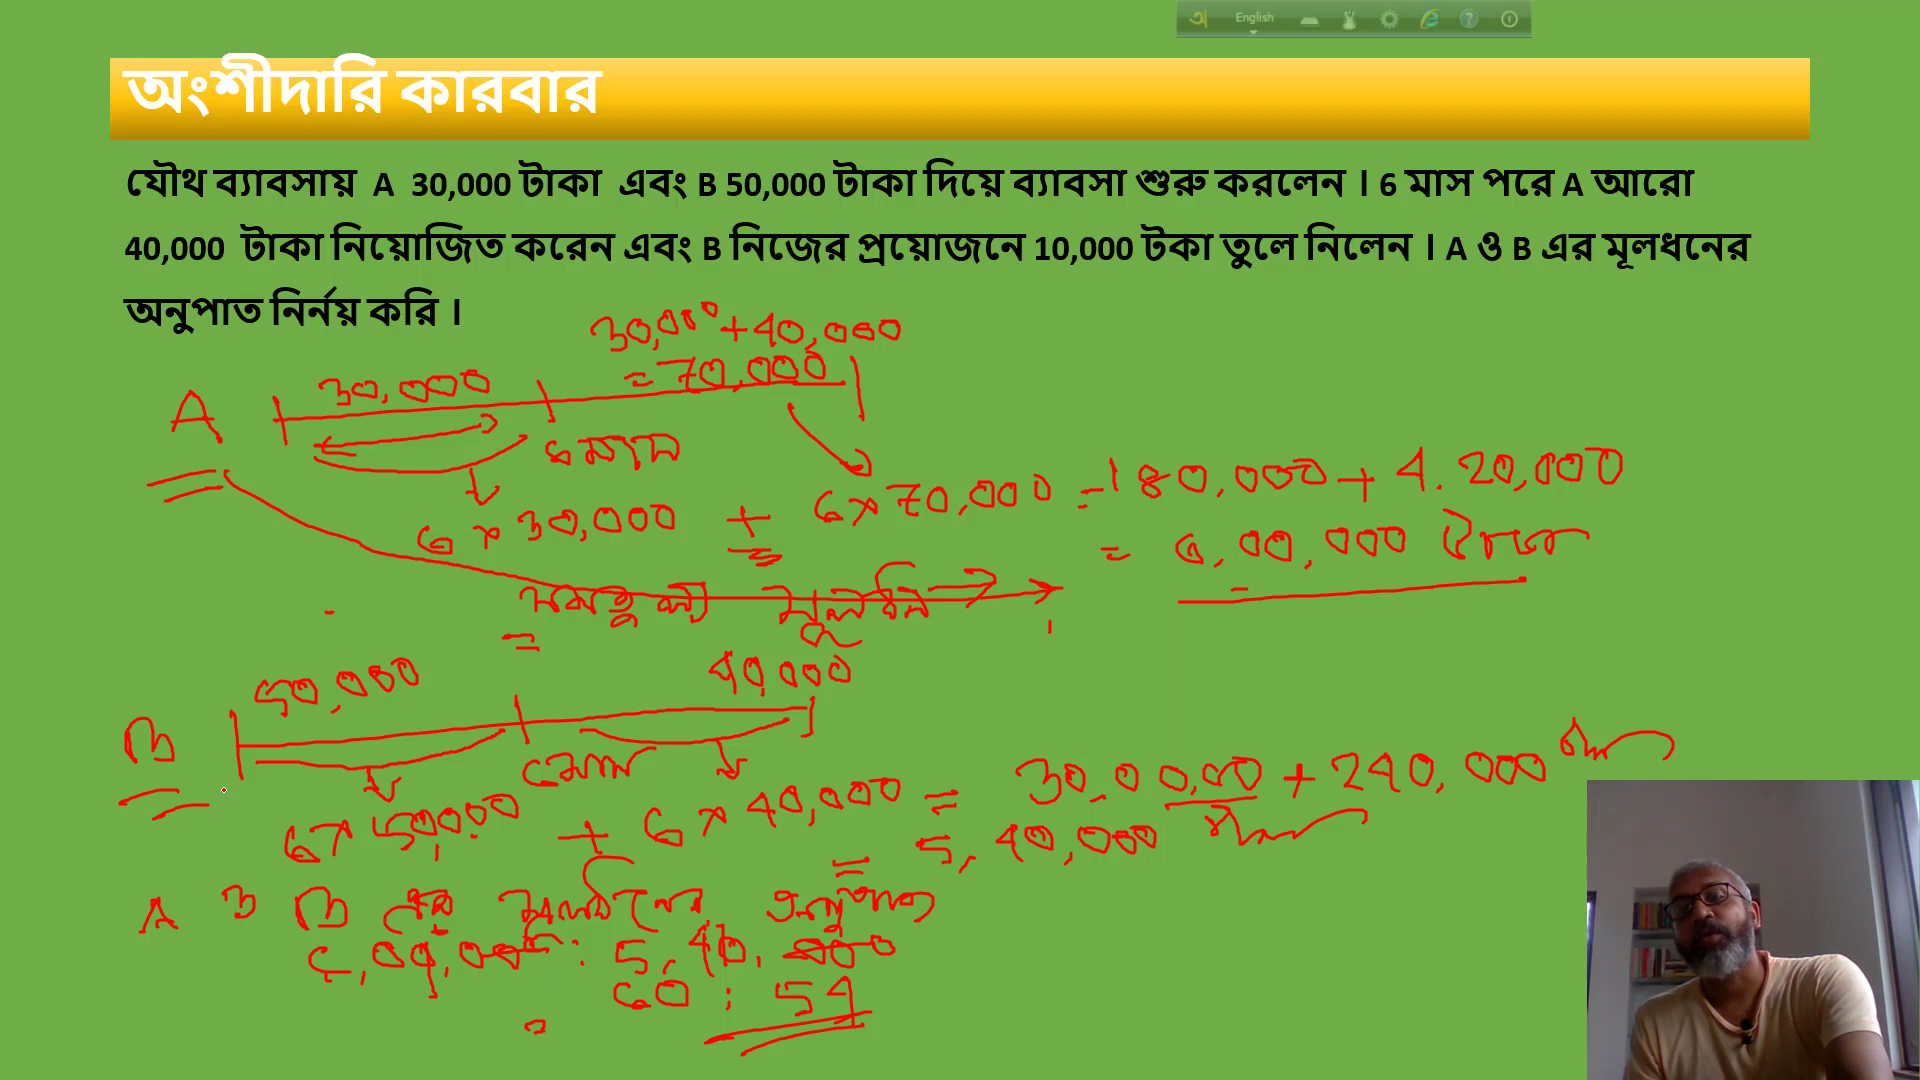 English
অংশীদারি কারবার
যৌথ ব্যাবসায় A 30,000 টাকা এবং B 50,000 টাকা দিয়ে ব্যাবসা শুরু করলেন । 6 মাস পরে A আরো
40,000 টাকা নিয়োজিত করেন এবং B নিজের প্রয়োজনে 10,000 টকা তুলে নিলেন । A ও B এর মূলধনের
অনুপাত নির্নয় করি ।
30,000 + 40,000
A 30,000 = 70,000
6 মাস
6 × 30,000 + 6 × 70,000 = 180,000 + 4.20,000
= 6,00,000 টাকা
সমতুল্য মূলধন
B 50,000 40,000
6 মাস
6 × 50,000 + 6 × 40,000 = 30,00,00 + 240,000
= 5,40,000
A ও B এর মূলধনের অনুপাত
6,00,000 : 5,40,000
= 60 : 54